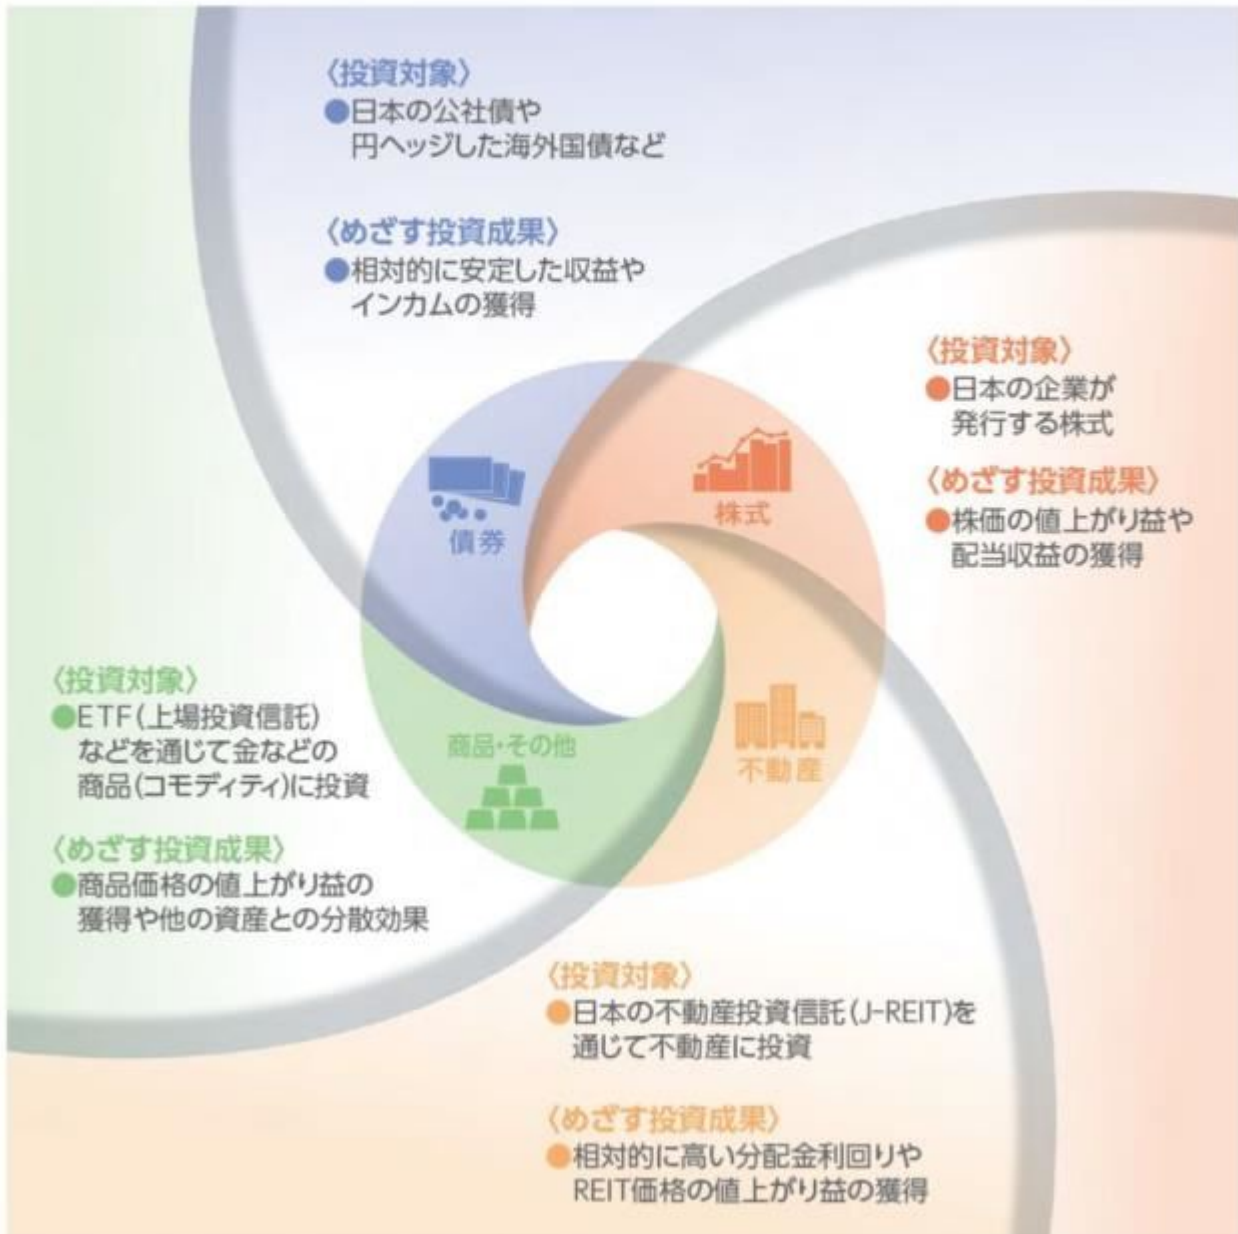 〈投資対象〉
●日本の公社債や
円ヘッジした海外国債など
〈めざす投資成果〉
●相対的に安定した収益や
インカムの獲得
〈投資対象〉
●日本の企業が
発行する株式
〈めざす投資成果〉
●株価の値上がり益や
配当収益の獲得
債券
株式
商品・その他
不動産
〈投資対象〉
●ETF(上場投資信託)
などを通じて金などの
商品(コモディティ)に投資
〈めざす投資成果〉
●商品価格の値上がり益の
獲得や他の資産との分散効果
〈投資対象〉
●日本の不動産投資信託(J-REIT)を
通じて不動産に投資
〈めざす投資成果〉
●相対的に高い分配金利回りや
REIT価格の値上がり益の獲得